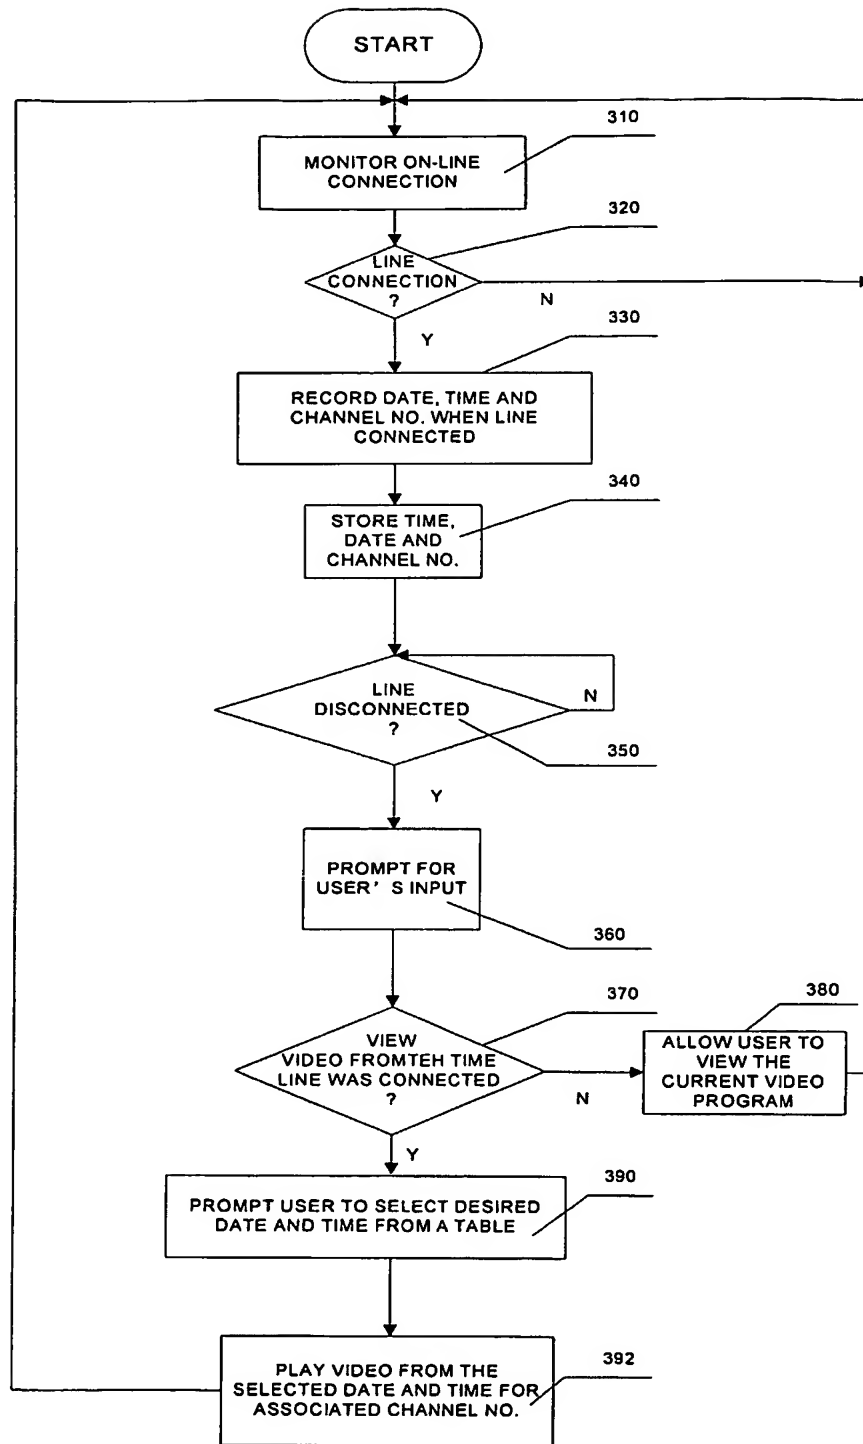 START
310
MONITOR ON-LINE
CONNECTION
320
LINE
CONNECTION
?
N
Y
330
RECORD DATE, TIME AND
CHANNEL NO. WHEN LINE
CONNECTED
340
STORE TIME,
DATE AND
CHANNEL NO.
LINE
DISCONNECTED
?
N
350
Y
PROMPT FOR
USER' S INPUT
360
370
VIEW
VIDEO FROMTEH TIME
LINE WAS CONNECTED
?
N
Y
380
ALLOW USER TO
VIEW THE
CURRENT VIDEO
PROGRAM
390
PROMPT USER TO SELECT DESIRED
DATE AND TIME FROM A TABLE
392
PLAY VIDEO FROM THE
SELECTED DATE AND TIME FOR
ASSOCIATED CHANNEL NO.